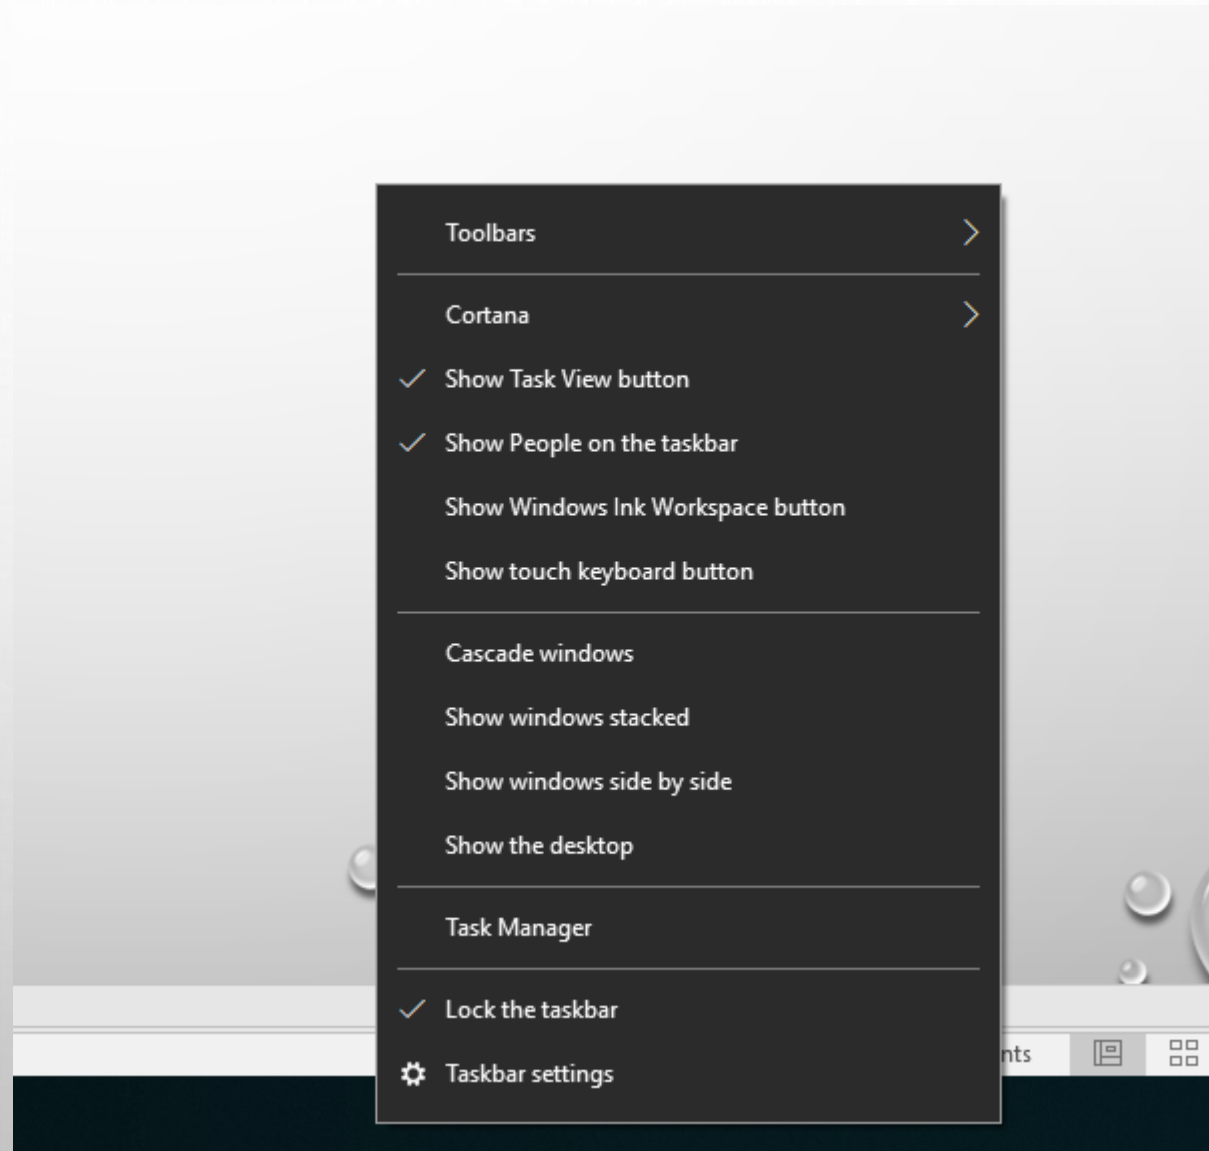 Toolbars
Cortana
Show Task View button
Show People on the taskbar
Show Windows Ink Workspace button
Show touch keyboard button
Cascade windows
Show windows stacked
Show windows side by side
Show the desktop
Task Manager
Lock the taskbar
nts
Taskbar settings